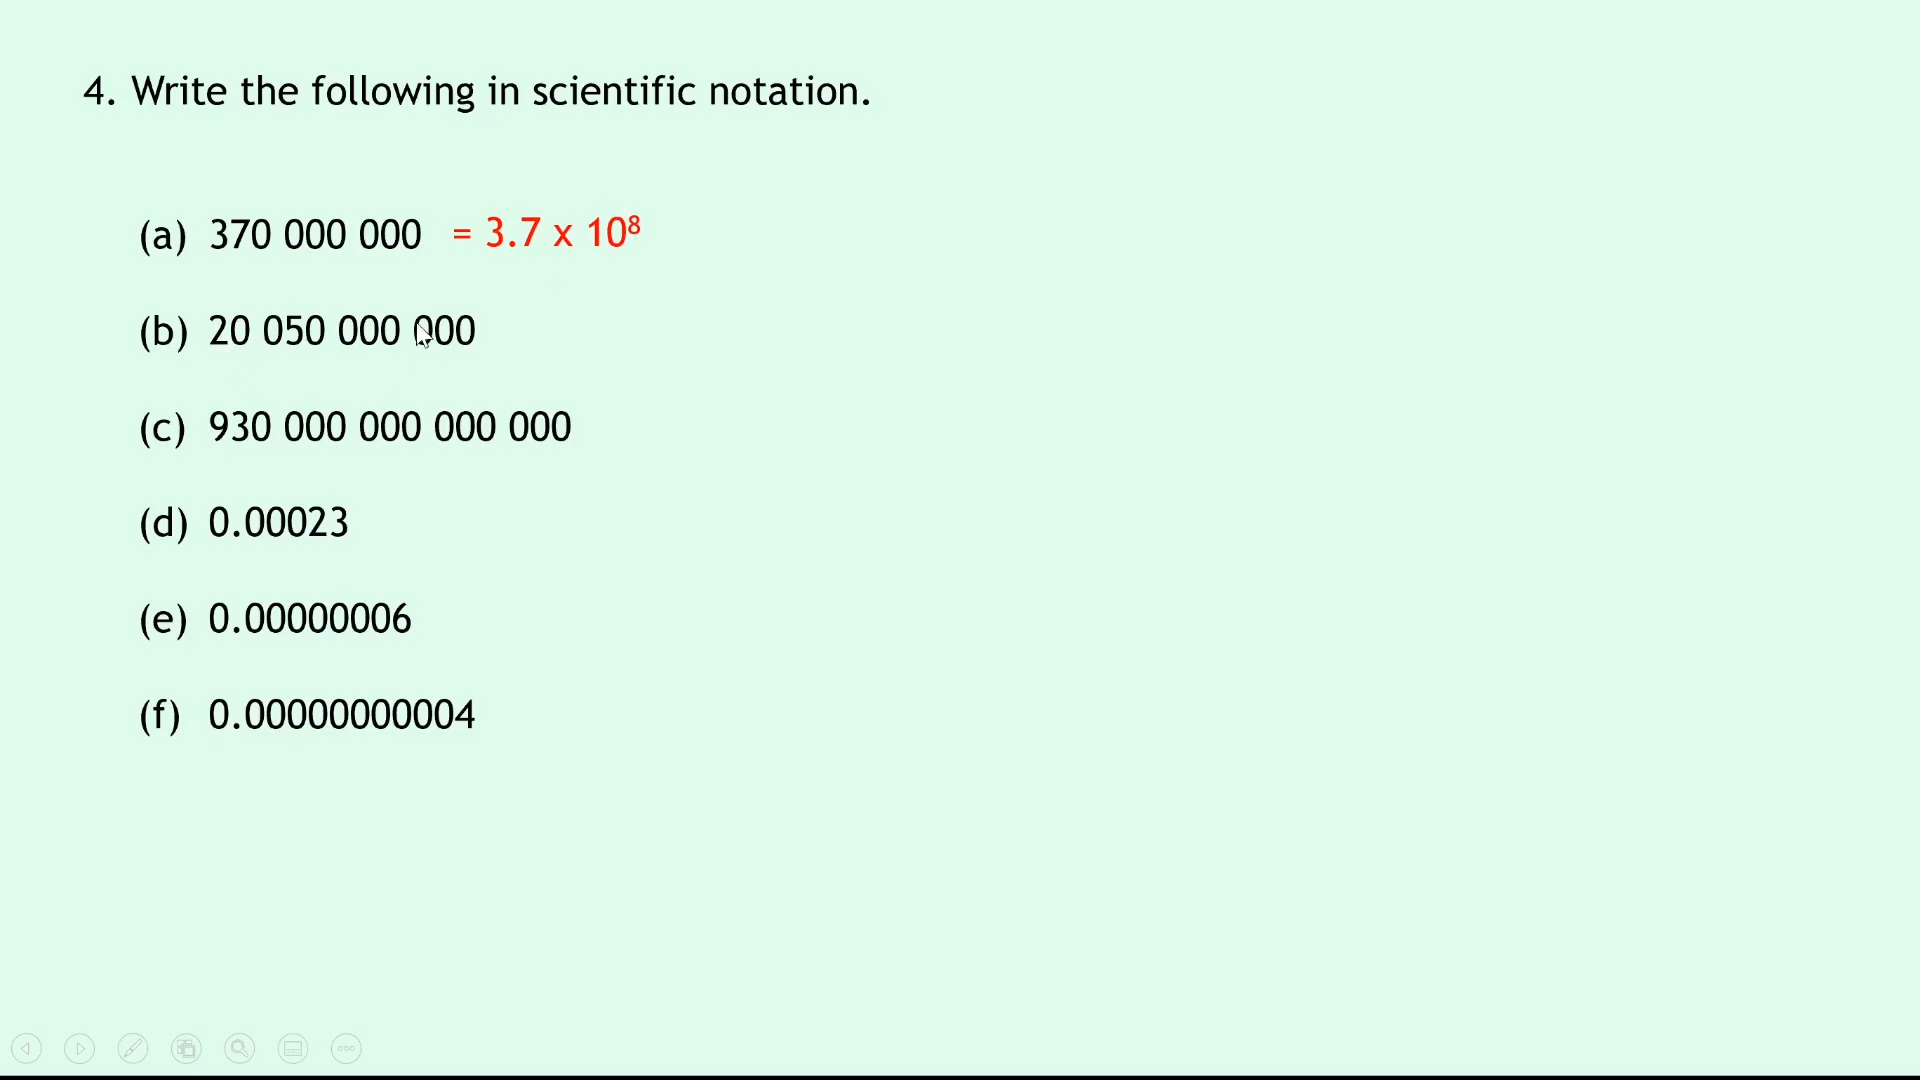 4. Write the following in scientific notation.
(a) 370 000 000 = 3.7 x 10⁸
(b) 20 050 000 000
(c) 930 000 000 000 000
(d) 0.00023
(e) 0.00000006
(f) 0.00000000004